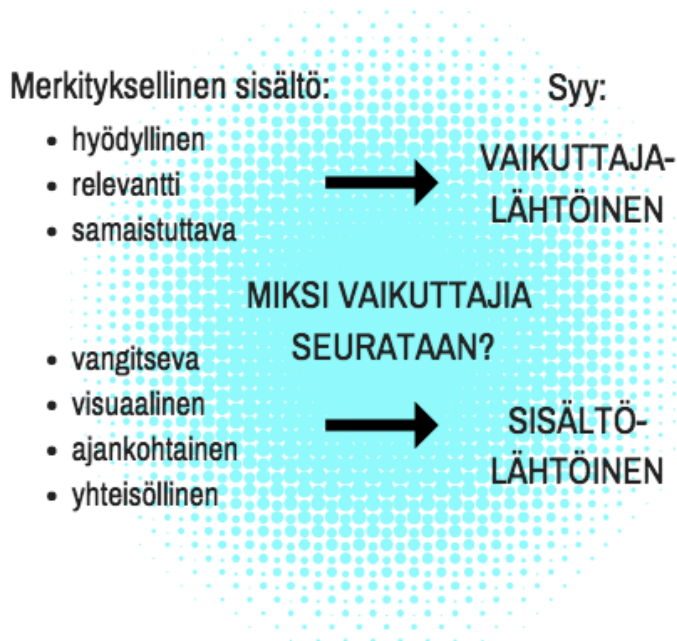 Merkityksellinen sisältö:
• hyödyllinen
• relevantti
• samaistuttava
Syy:
VAIKUTTAJA-
LÄHTÖINEN
MIKSI VAIKUTTAJIA
SEURATAAN?
• vangitseva
• visuaalinen
• ajankohtainen
• yhteisöllinen
SISÄLTÖ-
LÄHTÖINEN